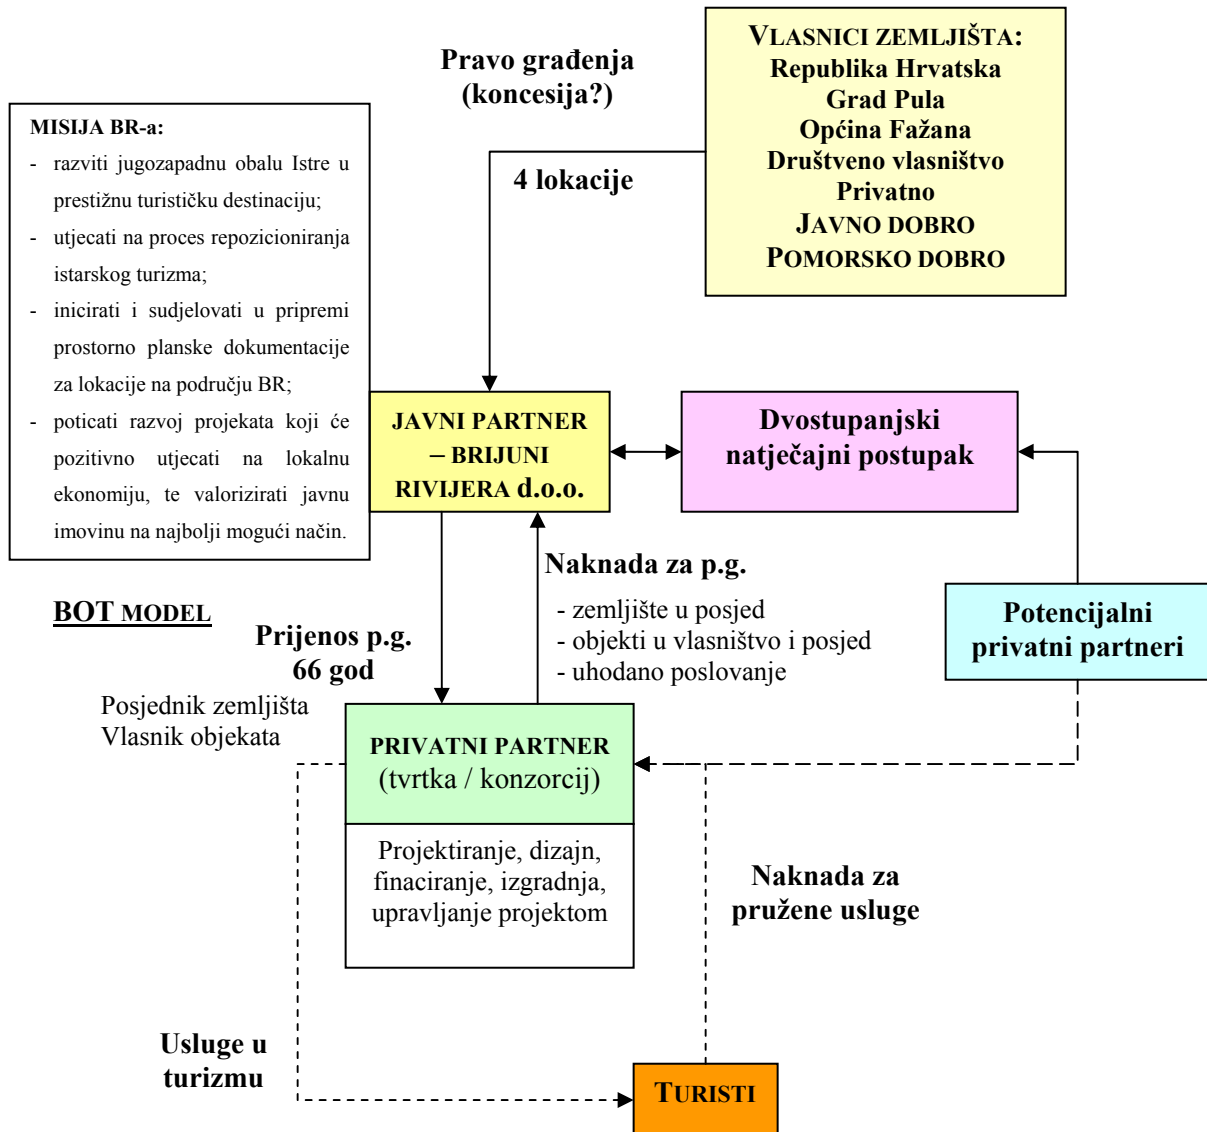 VLASNICI ZEMLJIŠTA:
Republika Hrvatska
Grad Pula
Općina Fažana
Društveno vlasništvo
Privatno
JAVNO DOBRO
POMORSKO DOBRO
Pravo građenja
(koncesija?)
4 lokacije
MISIJA BR-a:
- razviti jugozapadnu obalu Istre u
prestižnu turističku destinaciju;
- utjecati na proces repozicioniranja
istarskog turizma;
- inicirati i sudjelovati u pripremi
prostorno planske dokumentacije
za lokacije na području BR;
- poticati razvoj projekata koji će
pozitivno utjecati na lokalnu
ekonomiju, te valorizirati javnu
imovinu na najbolji mogući način.
JAVNI PARTNER
– BRIJUNI
RIVIJERA d.o.o.
Dvostupanjski
natječajni postupak
Naknada za p.g.
- zemljište u posjed
- objekti u vlasništvo i posjed
- uhodano poslovanje
Potencijalni
privatni partneri
BOT MODEL
Prijenos p.g.
66 god
Posjednik zemljišta
Vlasnik objekata
PRIVATNI PARTNER
(tvrtka / konzorcij)
Projektiranje, dizajn,
finaciranje, izgradnja,
upravljanje projektom
Naknada za
pružene usluge
Usluge u
turizmu
TURISTI